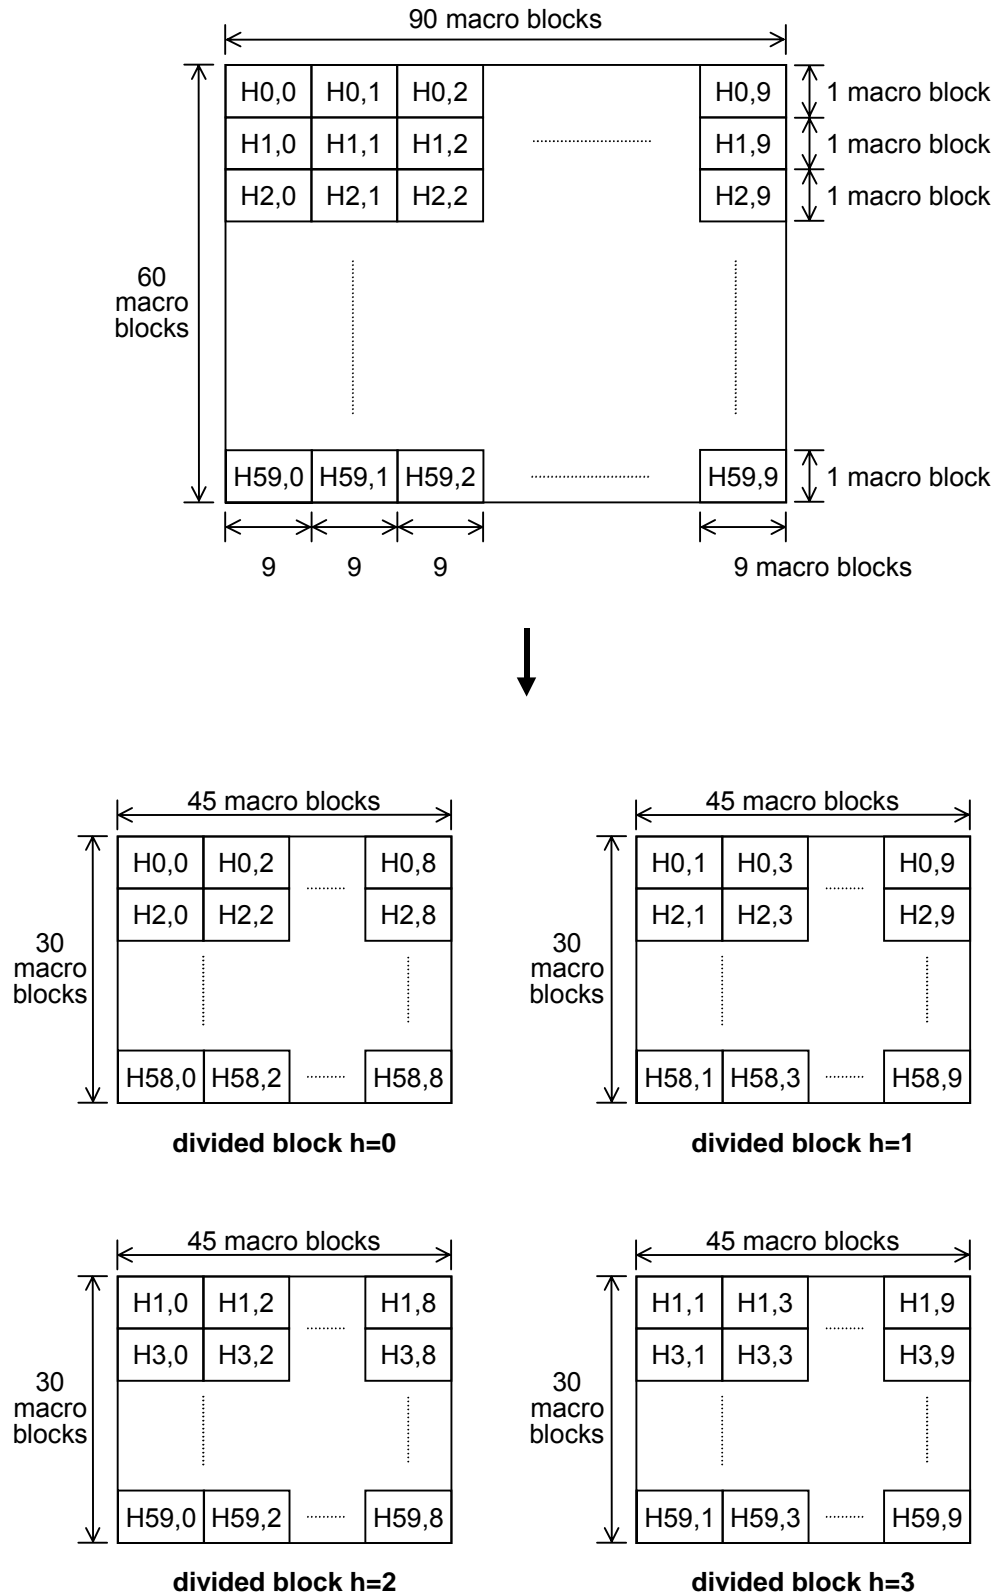 90 macro blocks
H0,0 H0,1 H0,2 H0,9 1 macro block
H1,0 H1,1 H1,2 H1,9 1 macro block
H2,0 H2,1 H2,2 H2,9 1 macro block
60
macro
blocks
H59,0 H59,1 H59,2 H59,9 1 macro block
9 9 9 9 macro blocks
45 macro blocks
H0,0 H0,2 H0,8
H2,0 H2,2 H2,8
30
macro
blocks
H58,0 H58,2 H58,8
divided block h=0
45 macro blocks
H0,1 H0,3 H0,9
H2,1 H2,3 H2,9
30
macro
blocks
H58,1 H58,3 H58,9
divided block h=1
45 macro blocks
H1,0 H1,2 H1,8
H3,0 H3,2 H3,8
30
macro
blocks
H59,0 H59,2 H59,8
divided block h=2
45 macro blocks
H1,1 H1,3 H1,9
H3,1 H3,3 H3,9
30
macro
blocks
H59,1 H59,3 H59,9
divided block h=3